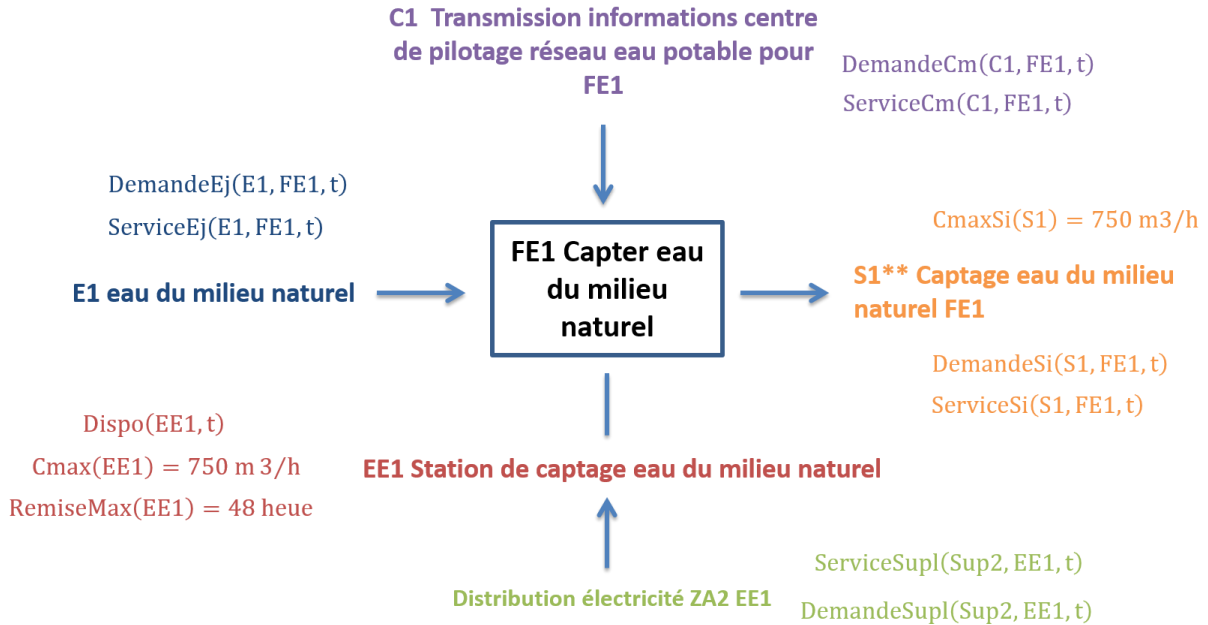 C1 Transmission informations centre
de pilotage réseau eau potable pour
FE1
DemandeCm(C1, FE1, t)
ServiceCm(C1, FE1, t)
DemandeEj(E1, FE1, t)
ServiceEj(E1, FE1, t)
E1 eau du milieu naturel
FE1 Capter eau
du milieu
naturel
CmaxSi(S1) = 750 m3/h
S1** Captage eau du milieu
naturel FE1
DemandeSi(S1, FE1, t)
ServiceSi(S1, FE1, t)
Dispo(EE1, t)
Cmax(EE1) = 750 m 3/h
RemiseMax(EE1) = 48 heue
EE1 Station de captage eau du milieu naturel
Distribution électricité ZA2 EE1
ServiceSupl(Sup2, EE1, t)
DemandeSupl(Sup2, EE1, t)